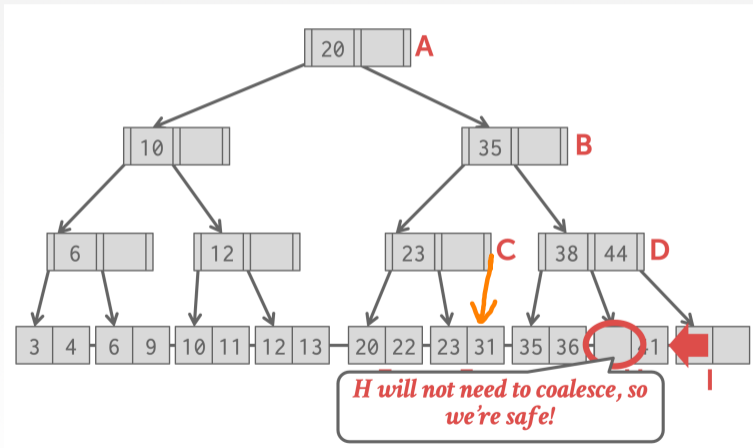 20 A
10 35 B
6 12 23 C 38 44 D
3 4 6 9 10 11 12 13 20 22 23 31 35 36 41
I
H will not need to coalesce, so
we're safe!